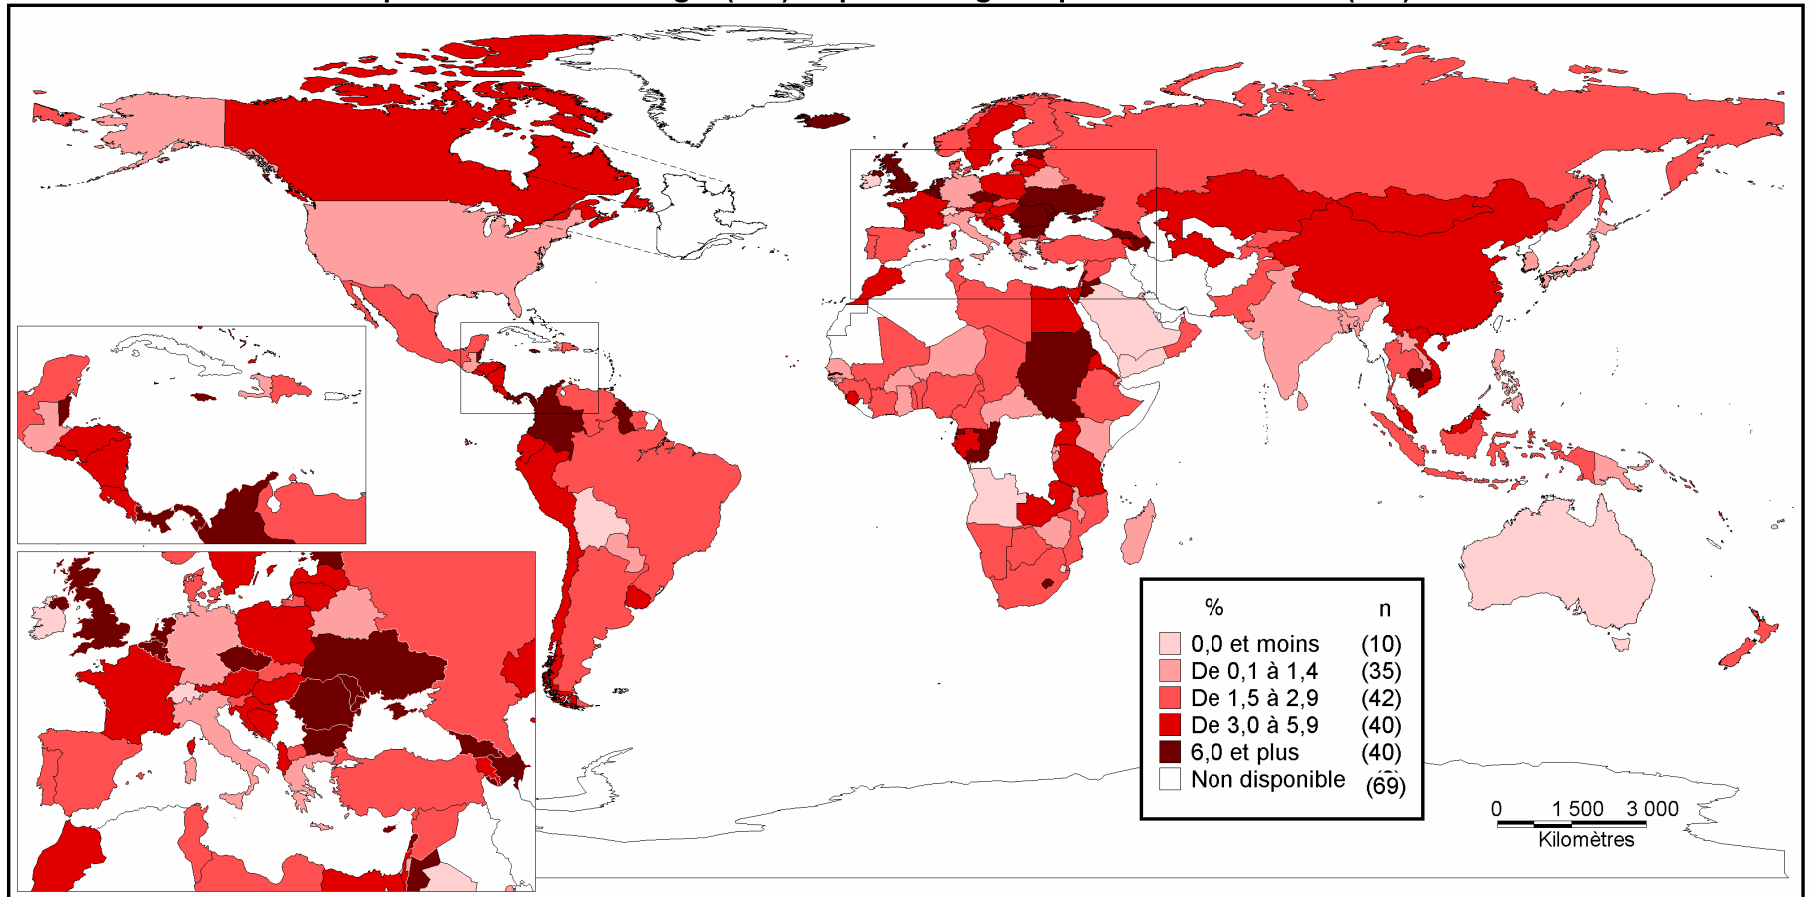 % n
0,0 et moins (10)
De 0,1 à 1,4 (35)
De 1,5 à 2,9 (42)
De 3,0 à 5,9 (40)
6,0 et plus (40)
Non disponible (69)
0 1 500 3 000
Kilomètres